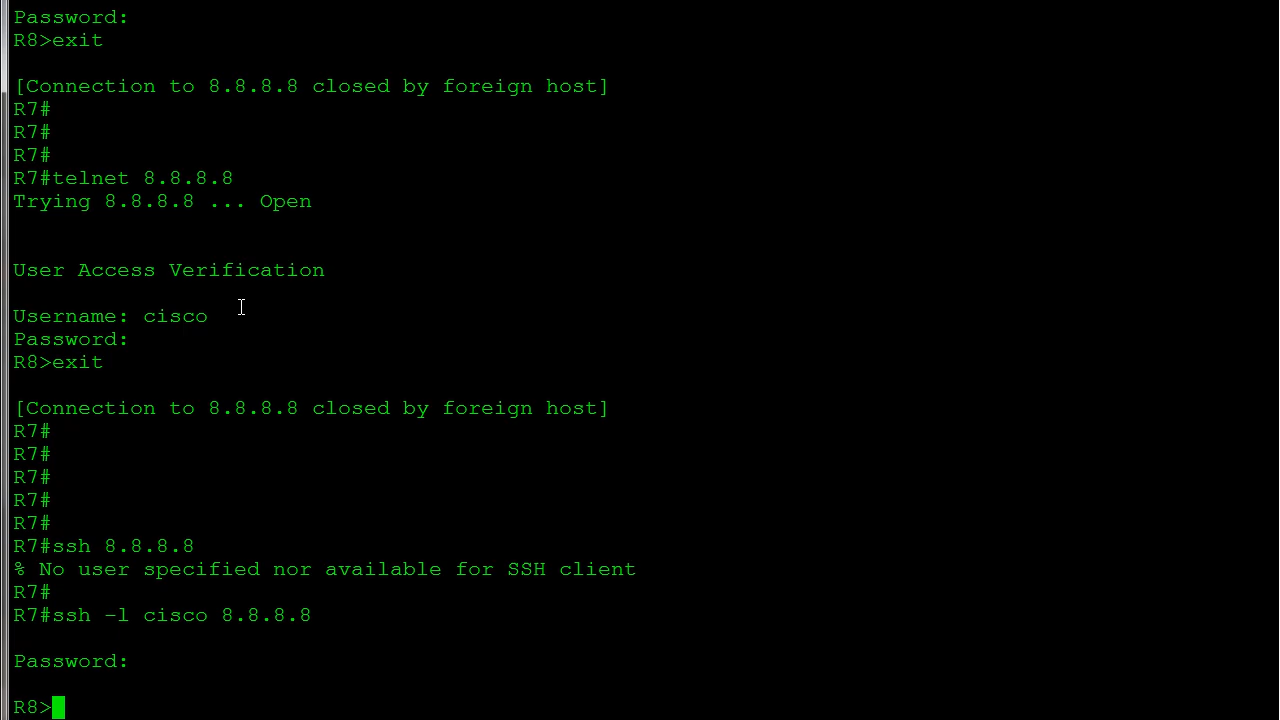 Password:
R8>exit
[Connection to 8.8.8.8 closed by foreign host]
R7#
R7#
R7#
R7#telnet 8.8.8.8
Trying 8.8.8.8 ... Open
User Access Verification
Username: cisco
Password:
R8>exit
[Connection to 8.8.8.8 closed by foreign host]
R7#
R7#
R7#
R7#
R7#
R7#ssh 8.8.8.8
% No user specified nor available for SSH client
R7#
R7#ssh -l cisco 8.8.8.8
Password:
R8>